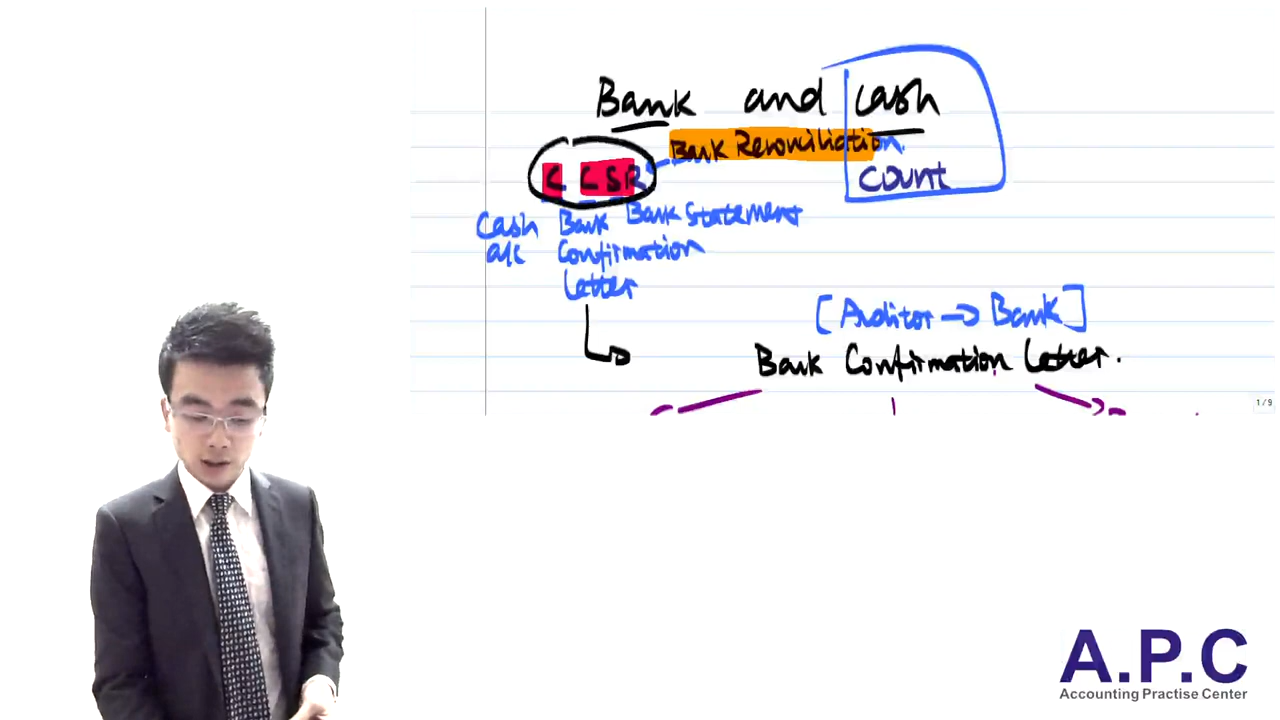 Bank and cash
Bank Reconciliation.
C CSR
count
Cash Bank Bank Statement
a/c Confirmation
Letter
[Auditor → Bank]
Bank Confirmation Letter.
1/9
A.P.C
Accounting Practise Center